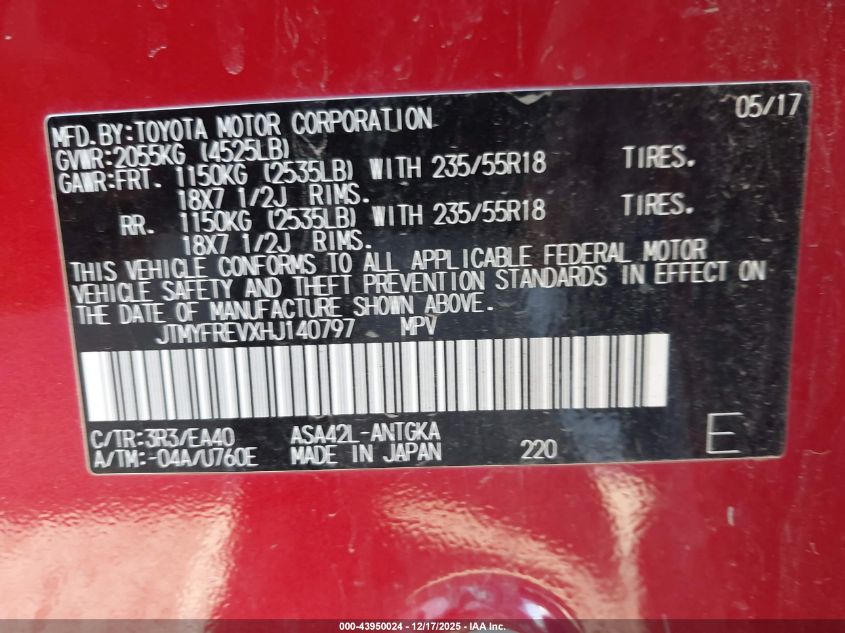 05/17
MFD.BY:TOYOTA MOTOR CORPORATION
GVWR:2055KG (4525LB)
GAWR:FRT. 1150KG (2535LB) WITH 235/55R18 TIRES.
18X7 1/2J RIMS.
RR. 1150KG (2535LB) WITH 235/55R18 TIRES.
18X7 1/2J RIMS.
THIS VEHICLE CONFORMS TO ALL APPLICABLE FEDERAL MOTOR
VEHICLE SAFETY AND THEFT PREVENTION STANDARDS IN EFFECT ON
THE DATE OF MANUFACTURE SHOWN ABOVE.
JTMYFREVXHJ140797 MPV
C/TR:3R3/EA40 ASA42L-ANTGKA
A/TM:-04A/U760E MADE IN JAPAN 220 E
000-43950024 - 12/17/2025 - IAA Inc.